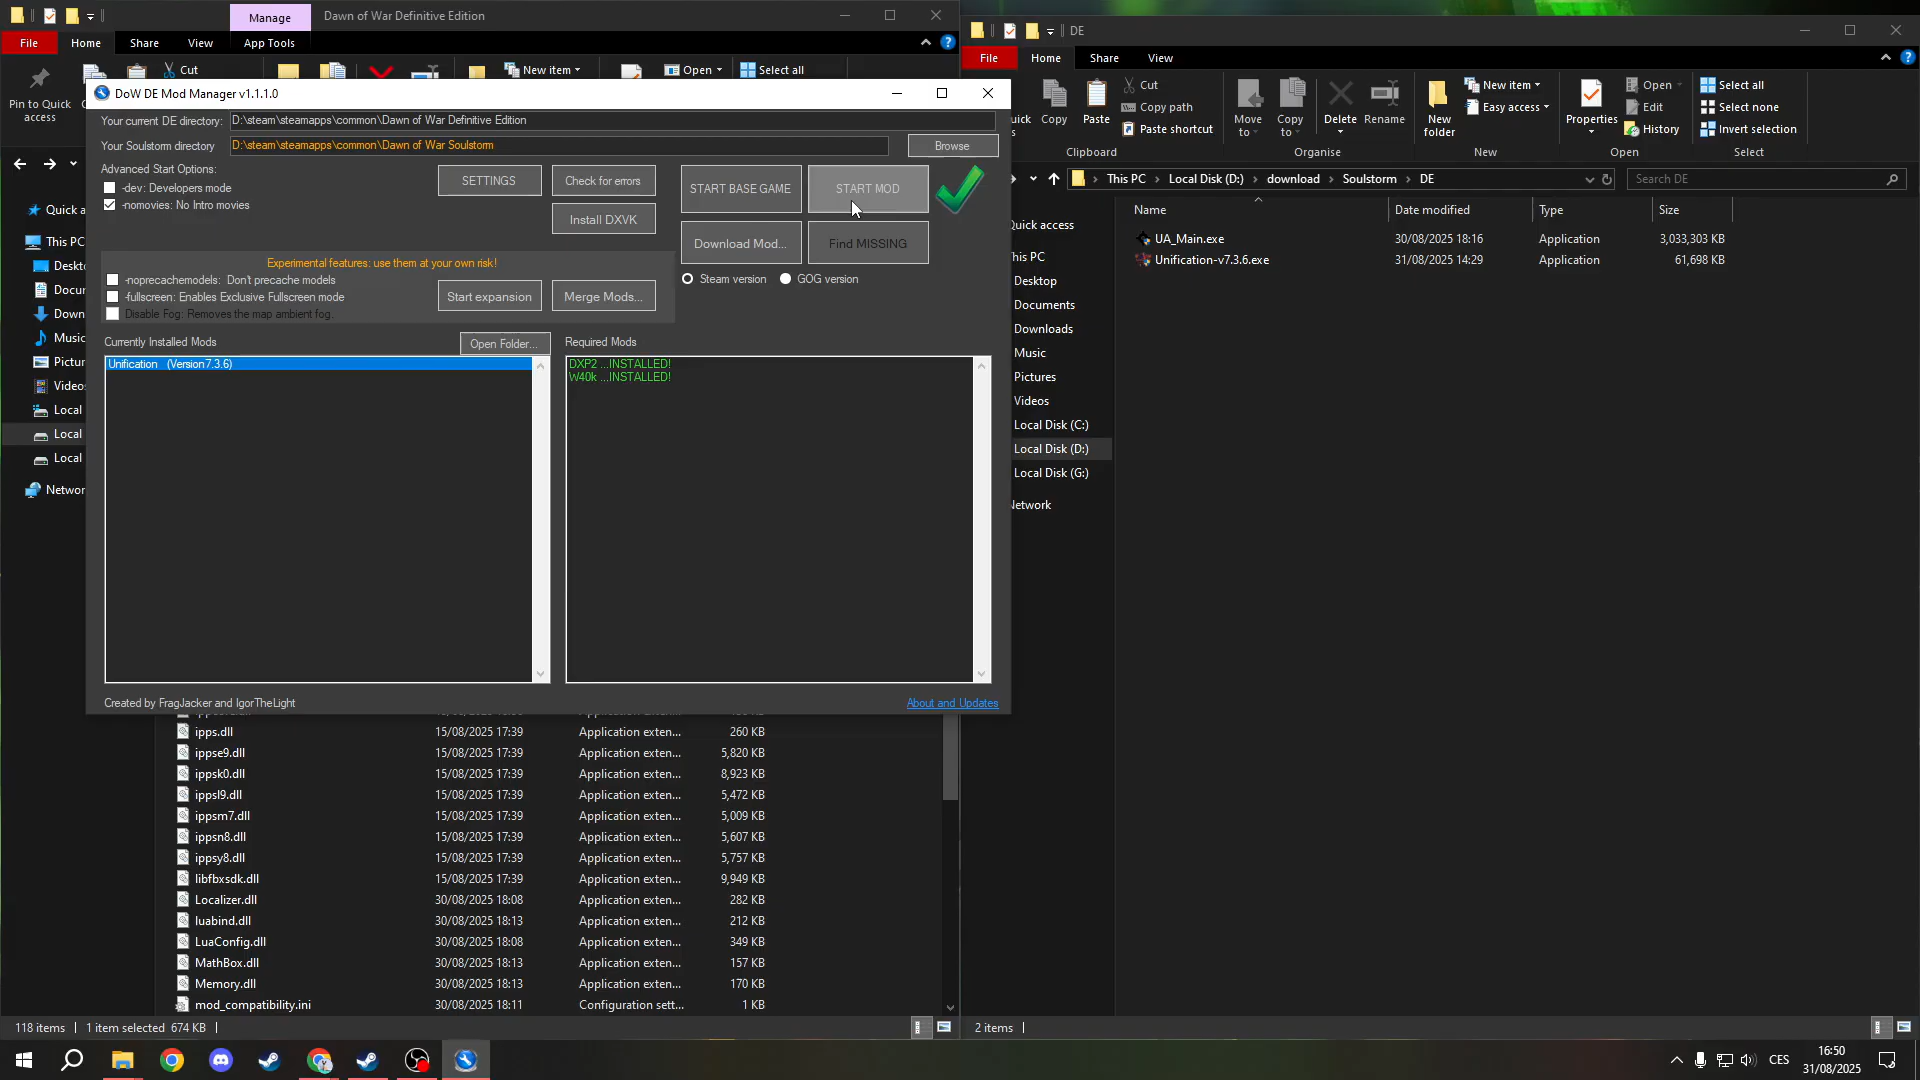 Manage
Dawn of War Definitive Edition
File
Home
Share
View
App Tools
Cut
New item
Open
Select all
Pin to Quick
access
DoW DE Mod Manager v1.1.1.0
Your current DE directory:
D:\steam\steamapps\common\Dawn of War Definitive Edition
Your Soulstorm directory
D:\steam\steamapps\common\Dawn of War Soulstorm
Browse
Advanced Start Options:
-dev: Developers mode
-nomovies: No Intro movies
SETTINGS
Check for errors
Install DXVK
START BASE GAME
START MOD
Download Mod...
Find MISSING
Steam version
GOG version
Experimental features: use them at your own risk!
-noprecachemodels: Don't precache models
-fullscreen: Enables Exclusive Fullscreen mode
Disable Fog: Removes the map ambient fog.
Start expansion
Merge Mods...
Currently Installed Mods
Open Folder...
Required Mods
Unification (Version7.3.6)
DXP2 ...INSTALLED!
W40k ...INSTALLED!
Created by FragJacker and IgorTheLight
About and Updates
Quick a
This PC
Deskto
Docur
Down
Music
Pictur
Videos
Local
Local
Local
Networ
ipps.dll 15/08/2025 17:39 Application exten... 260 KB
ippse9.dll 15/08/2025 17:39 Application exten... 5,820 KB
ippsk0.dll 15/08/2025 17:39 Application exten... 8,923 KB
ippsl9.dll 15/08/2025 17:39 Application exten... 5,472 KB
ippsm7.dll 15/08/2025 17:39 Application exten... 5,009 KB
ippsn8.dll 15/08/2025 17:39 Application exten... 5,607 KB
ippsy8.dll 15/08/2025 17:39 Application exten... 5,757 KB
libfbxsdk.dll 15/08/2025 17:39 Application exten... 9,949 KB
Localizer.dll 30/08/2025 18:08 Application exten... 282 KB
luabind.dll 30/08/2025 18:13 Application exten... 212 KB
LuaConfig.dll 30/08/2025 18:08 Application exten... 349 KB
MathBox.dll 30/08/2025 18:13 Application exten... 157 KB
Memory.dll 30/08/2025 18:13 Application exten... 170 KB
mod_compatibility.ini 30/08/2025 18:11 Configuration sett... 1 KB
118 items
1 item selected 674 KB
DE
File
Home
Share
View
uick
Copy
Paste
Cut
Copy path
Paste shortcut
Move
to
Copy
to
Delete
Rename
New
folder
New item
Easy access
Properties
Open
Edit
History
Select all
Select none
Invert selection
Clipboard
Organise
New
Open
Select
This PC
Local Disk (D:)
download
Soulstorm
DE
Search DE
Name Date modified Type Size
UA_Main.exe 30/08/2025 18:16 Application 3,033,303 KB
Unification-v7.3.6.exe 31/08/2025 14:29 Application 61,698 KB
Quick access
his PC
Desktop
Documents
Downloads
Music
Pictures
Videos
Local Disk (C:)
Local Disk (D:)
Local Disk (G:)
Network
2 items
CES
16:50
31/08/2025